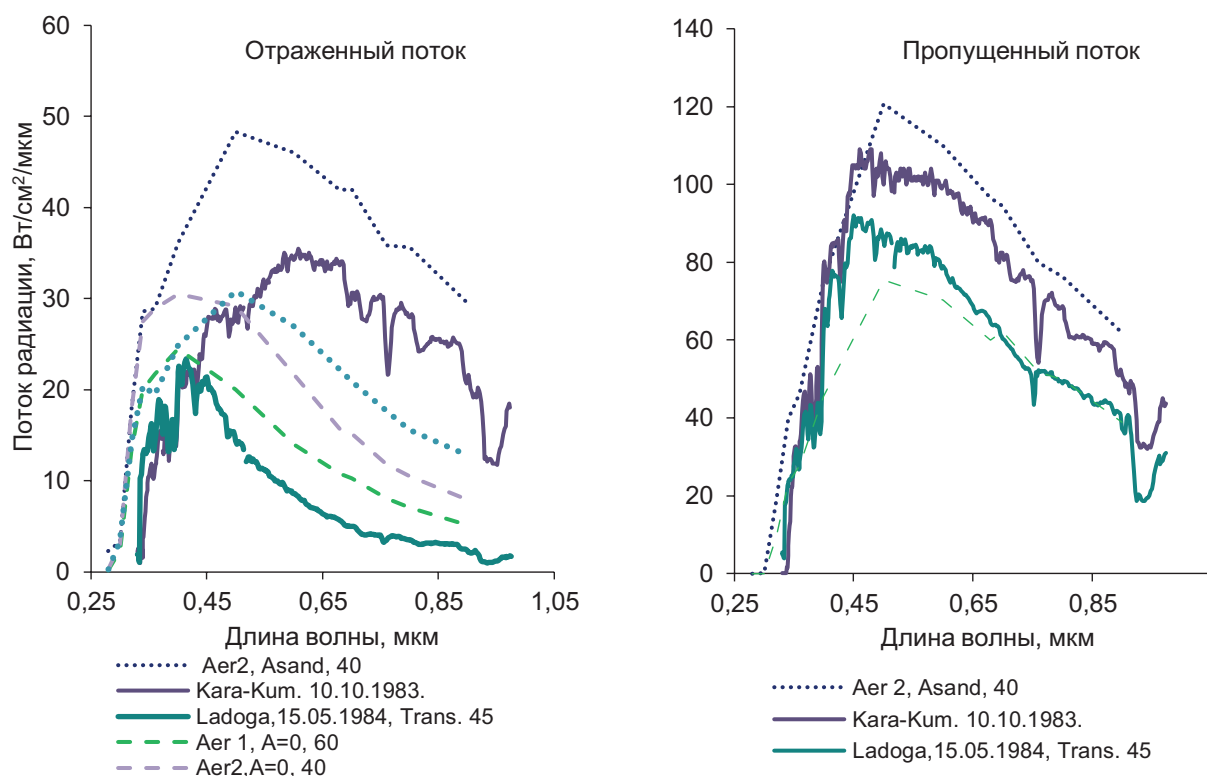 Отраженный поток
Поток радиации, Вт/см²/мкм
60
50
40
30
20
10
0
0,25 0,45 0,65 0,85 1,05
Длина волны, мкм
Aer2, Asand, 40
Kara-Kum. 10.10.1983.
Ladoga,15.05.1984, Trans. 45
Aer 1, A=0, 60
Aer2,A=0, 40
Пропущенный поток
140
120
100
80
60
40
20
0
0,25 0,45 0,65 0,85
Длина волны, мкм
Aer 2, Asand, 40
Kara-Kum. 10.10.1983.
Ladoga,15.05.1984, Trans. 45